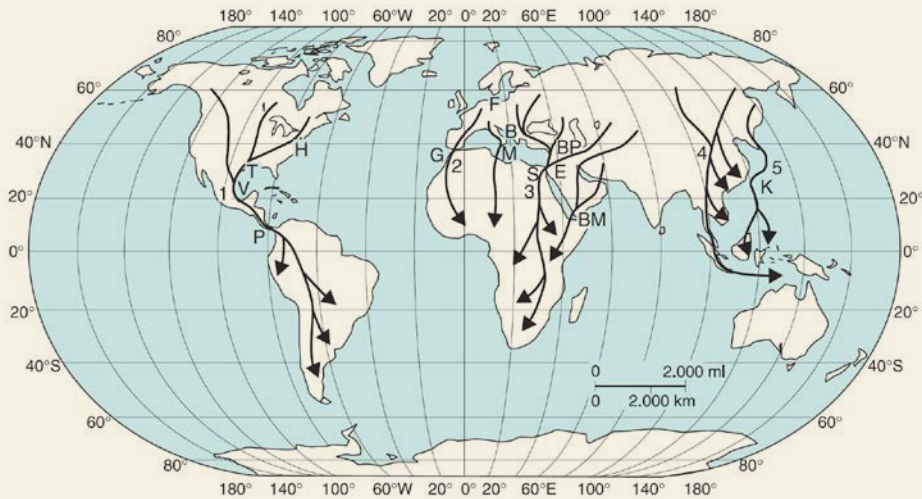 180° 140° 100° 60°W 20° 0° 20° 60°E 100° 140° 180°
80° 80°
60° 60°
F
40°N B BP 4 40°N
H G 2 M 5
T S E K
1 V 3
20° BM 20°
P
0° 0°
20° 20°
0 2.000 ml
40°S 40°S
0 2.000 km
60° 60°
80° 80°
180° 140° 100° 60°W 20° 0° 20° 60°E 100° 140° 180°